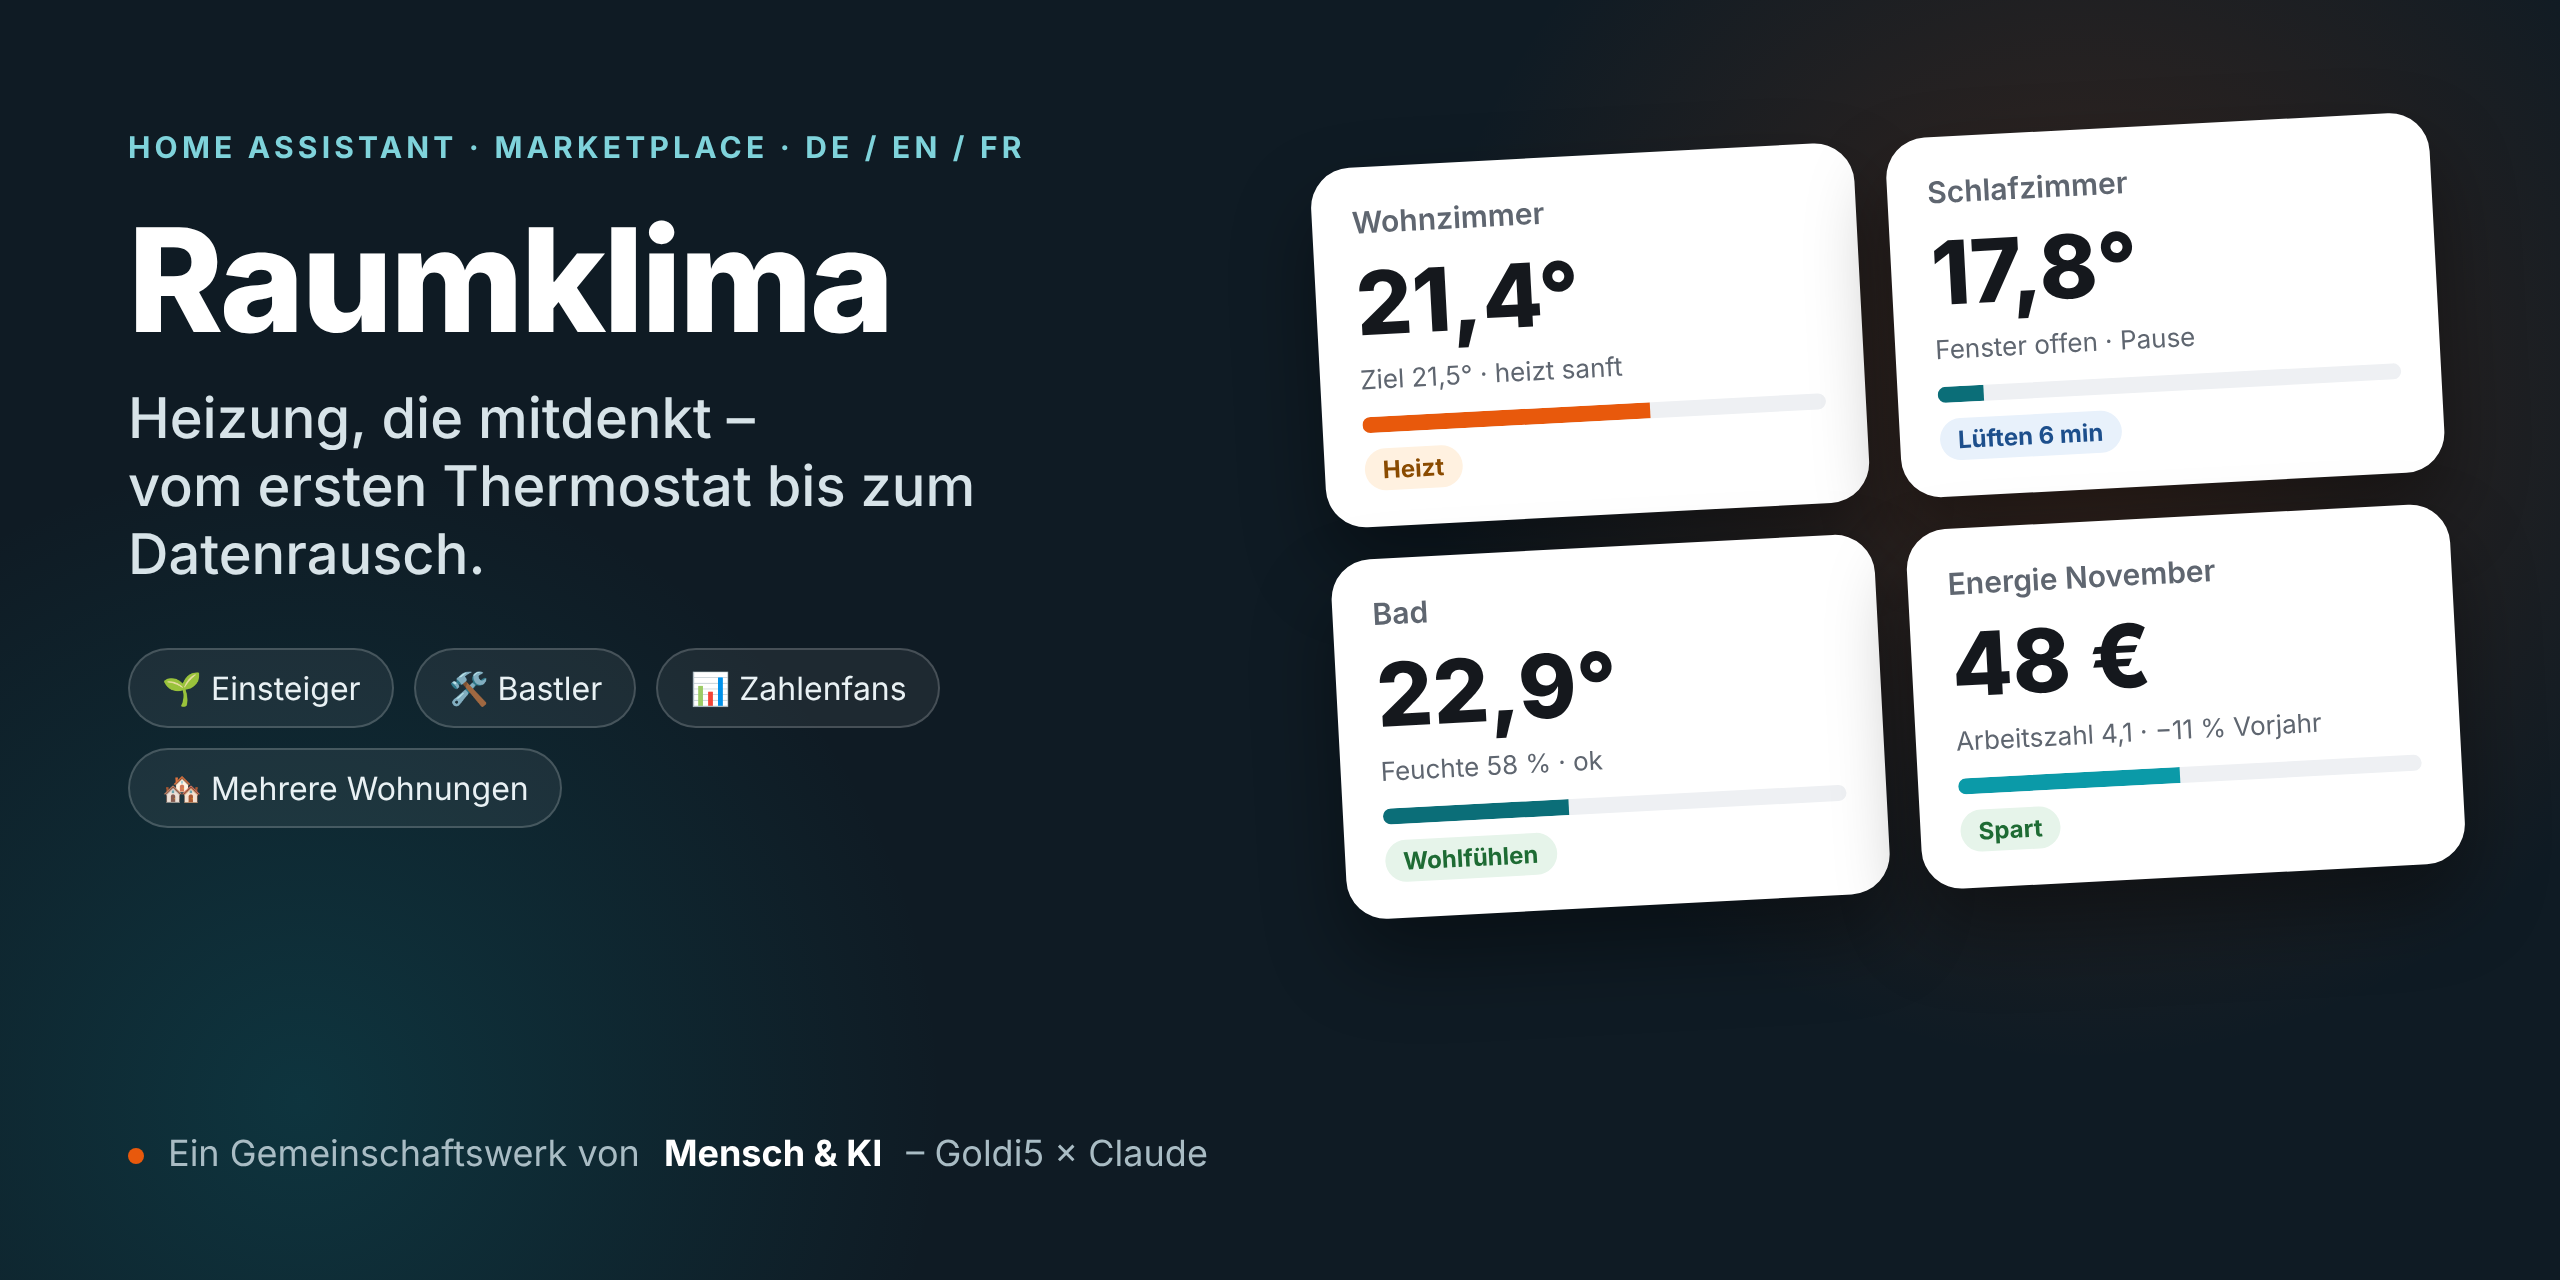 HOME ASSISTANT · MARKETPLACE · DE / EN / FR
Raumklima
Heizung, die mitdenkt –
vom ersten Thermostat bis zum
Datenrausch.
🌱 Einsteiger
🛠️ Bastler
📊 Zahlenfans
🏘️ Mehrere Wohnungen
Wohnzimmer
21,4°
Ziel 21,5° · heizt sanft
Heizt
Schlafzimmer
17,8°
Fenster offen · Pause
Lüften 6 min
Bad
22,9°
Feuchte 58 % · ok
Wohlfühlen
Energie November
48 €
Arbeitszahl 4,1 · −11 % Vorjahr
Spart
Ein Gemeinschaftswerk von Mensch & KI – Goldi5 × Claude